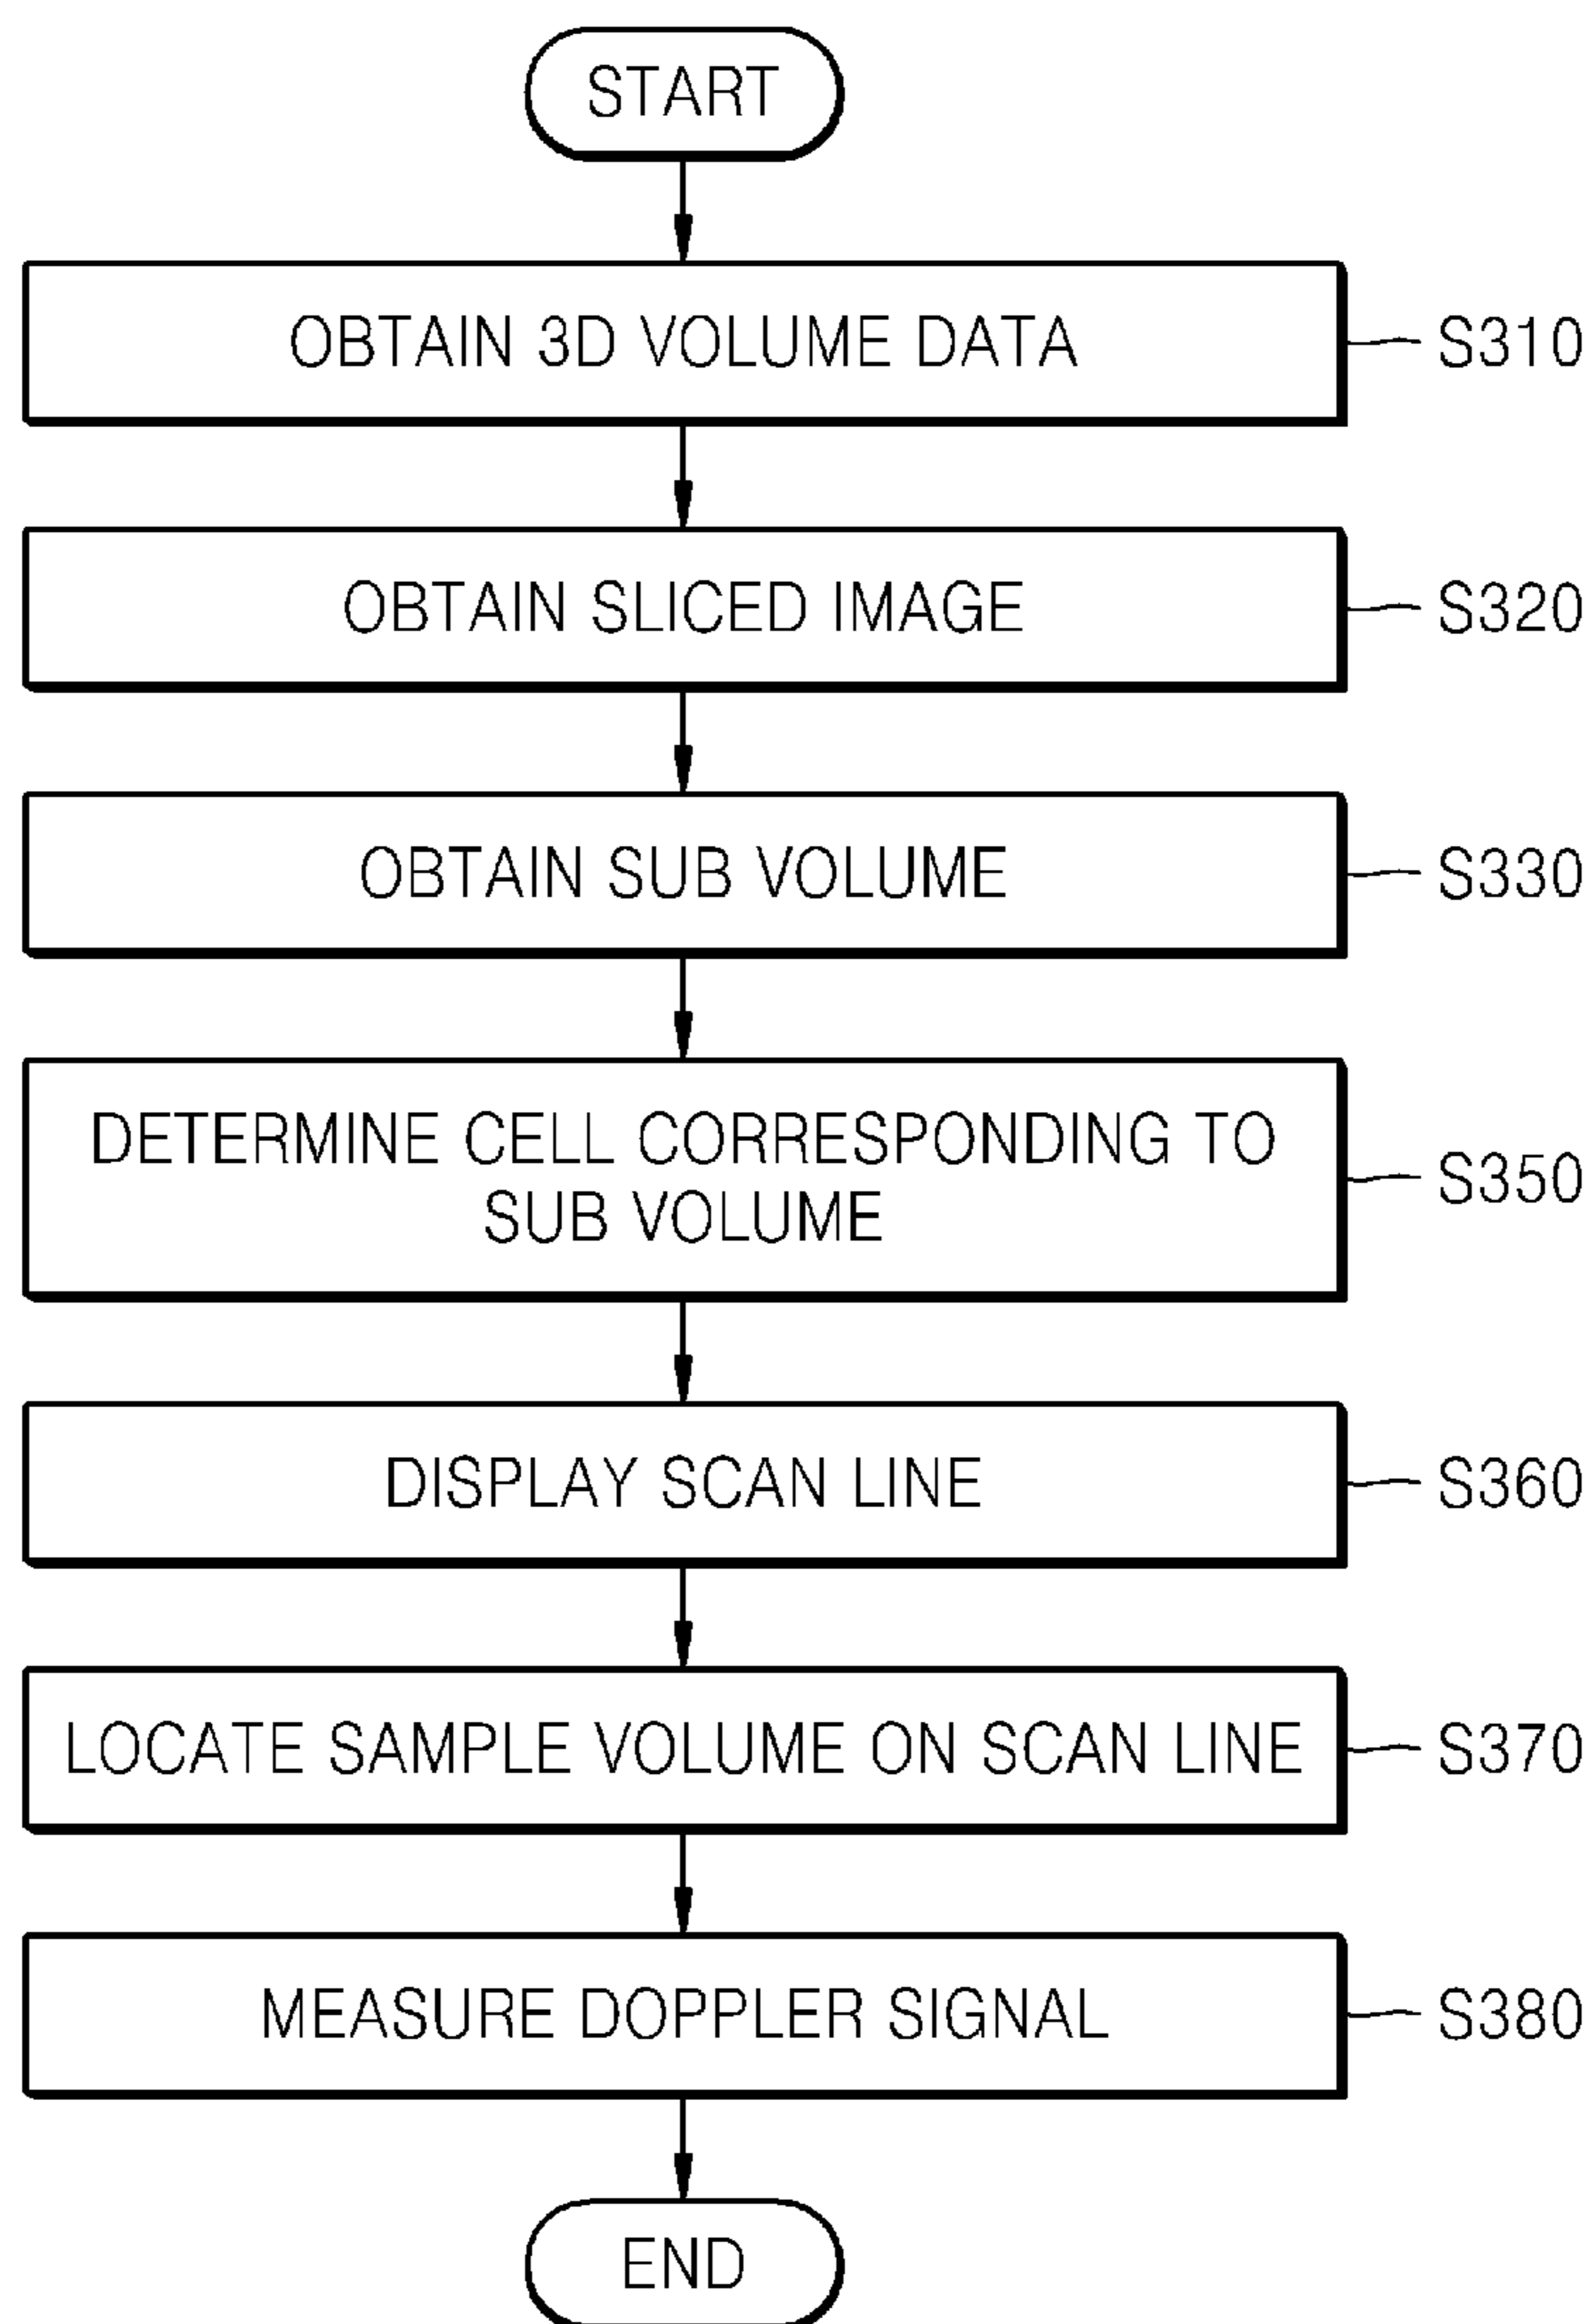 START
OBTAIN 3D VOLUME DATA
S310
OBTAIN SLICED IMAGE
S320
OBTAIN SUB VOLUME
S330
DETERMINE CELL CORRESPONDING TO
SUB VOLUME
S350
DISPLAY SCAN LINE
S360
LOCATE SAMPLE VOLUME ON SCAN LINE
S370
MEASURE DOPPLER SIGNAL
S380
END